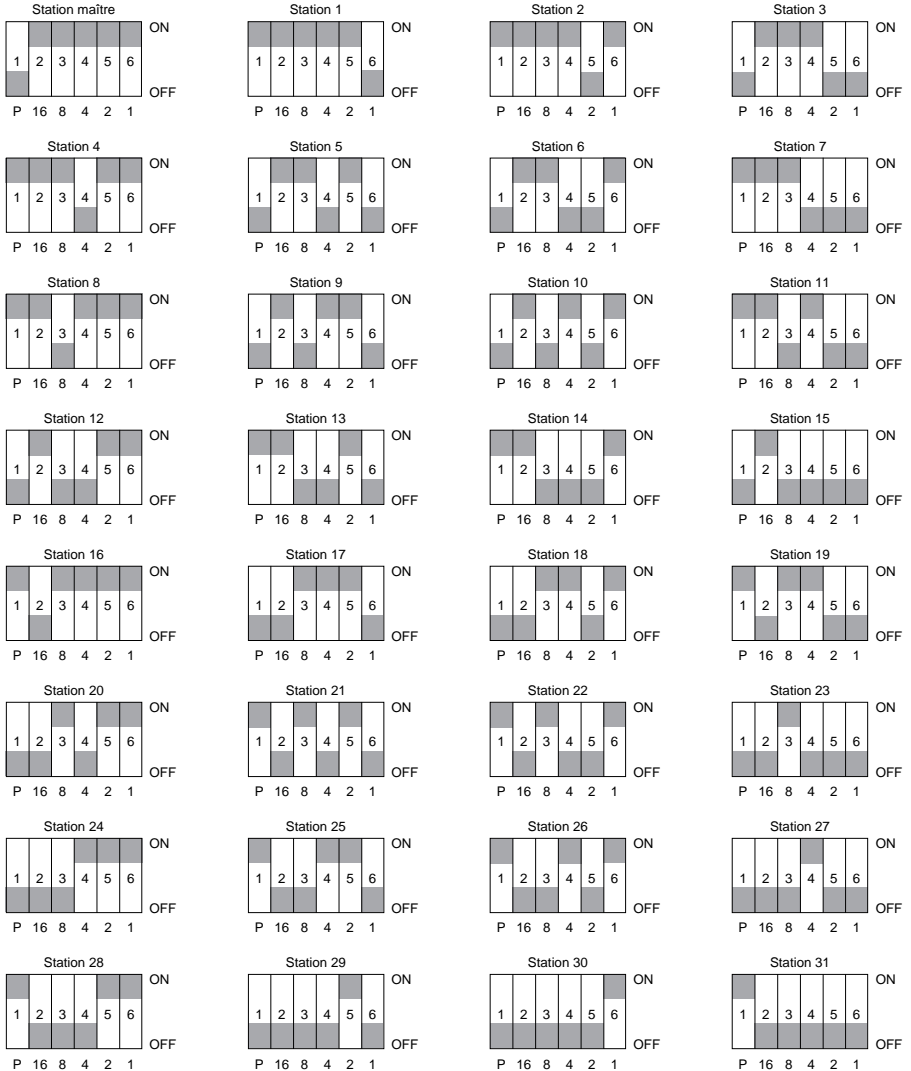 Station maître Station 1 Station 2 Station 3
ON ON ON ON
1 2 3 4 5 6 1 2 3 4 5 6 1 2 3 4 5 6 1 2 3 4 5 6
OFF OFF OFF OFF
P 16 8 4 2 1 P 16 8 4 2 1 P 16 8 4 2 1 P 16 8 4 2 1
Station 4 Station 5 Station 6 Station 7
ON ON ON ON
1 2 3 4 5 6 1 2 3 4 5 6 1 2 3 4 5 6 1 2 3 4 5 6
OFF OFF OFF OFF
P 16 8 4 2 1 P 16 8 4 2 1 P 16 8 4 2 1 P 16 8 4 2 1
Station 8 Station 9 Station 10 Station 11
ON ON ON ON
1 2 3 4 5 6 1 2 3 4 5 6 1 2 3 4 5 6 1 2 3 4 5 6
OFF OFF OFF OFF
P 16 8 4 2 1 P 16 8 4 2 1 P 16 8 4 2 1 P 16 8 4 2 1
Station 12 Station 13 Station 14 Station 15
ON ON ON ON
1 2 3 4 5 6 1 2 3 4 5 6 1 2 3 4 5 6 1 2 3 4 5 6
OFF OFF OFF OFF
P 16 8 4 2 1 P 16 8 4 2 1 P 16 8 4 2 1 P 16 8 4 2 1
Station 16 Station 17 Station 18 Station 19
ON ON ON ON
1 2 3 4 5 6 1 2 3 4 5 6 1 2 3 4 5 6 1 2 3 4 5 6
OFF OFF OFF OFF
P 16 8 4 2 1 P 16 8 4 2 1 P 16 8 4 2 1 P 16 8 4 2 1
Station 20 Station 21 Station 22 Station 23
ON ON ON ON
1 2 3 4 5 6 1 2 3 4 5 6 1 2 3 4 5 6 1 2 3 4 5 6
OFF OFF OFF OFF
P 16 8 4 2 1 P 16 8 4 2 1 P 16 8 4 2 1 P 16 8 4 2 1
Station 24 Station 25 Station 26 Station 27
ON ON ON ON
1 2 3 4 5 6 1 2 3 4 5 6 1 2 3 4 5 6 1 2 3 4 5 6
OFF OFF OFF OFF
P 16 8 4 2 1 P 16 8 4 2 1 P 16 8 4 2 1 P 16 8 4 2 1
Station 28 Station 29 Station 30 Station 31
ON ON ON ON
1 2 3 4 5 6 1 2 3 4 5 6 1 2 3 4 5 6 1 2 3 4 5 6
OFF OFF OFF OFF
P 16 8 4 2 1 P 16 8 4 2 1 P 16 8 4 2 1 P 16 8 4 2 1